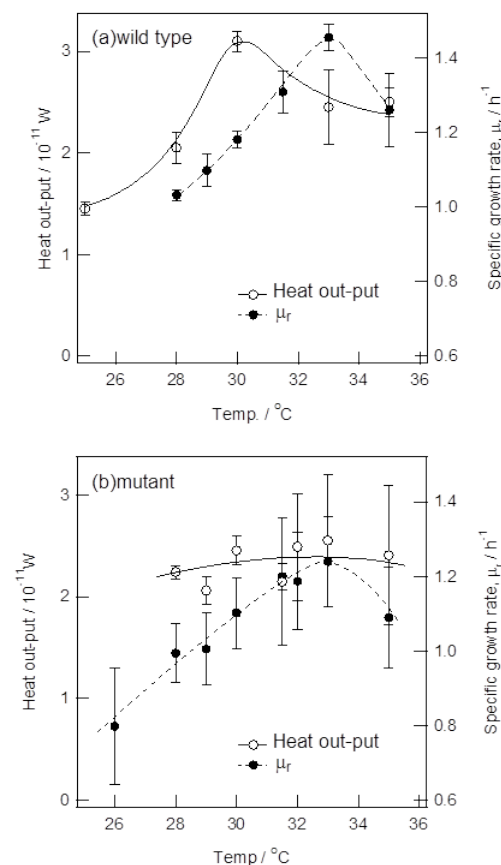 (a)wild type
3
2
1
0
Heat out-put / 10⁻¹¹W
1.4
1.2
1.0
0.8
0.6
Specific growth rate, μᵣ / h⁻¹
Heat out-put
μᵣ
26 28 30 32 34 36
Temp. / °C
(b)mutant
3
2
1
0
Heat out-put / 10⁻¹¹W
1.4
1.2
1.0
0.8
0.6
Specific growth rate, μᵣ / h⁻¹
Heat out-put
μᵣ
26 28 30 32 34 36
Temp / °C